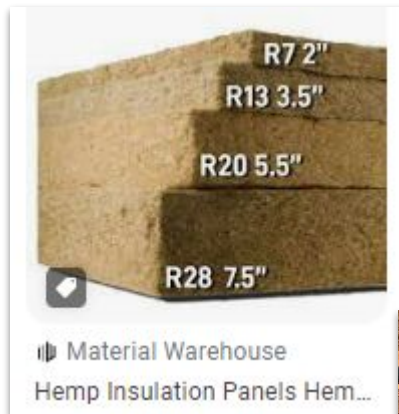 R7 2"
R13 3.5"
R20 5.5"
R28 7.5"
Material Warehouse
Hemp Insulation Panels Hem...